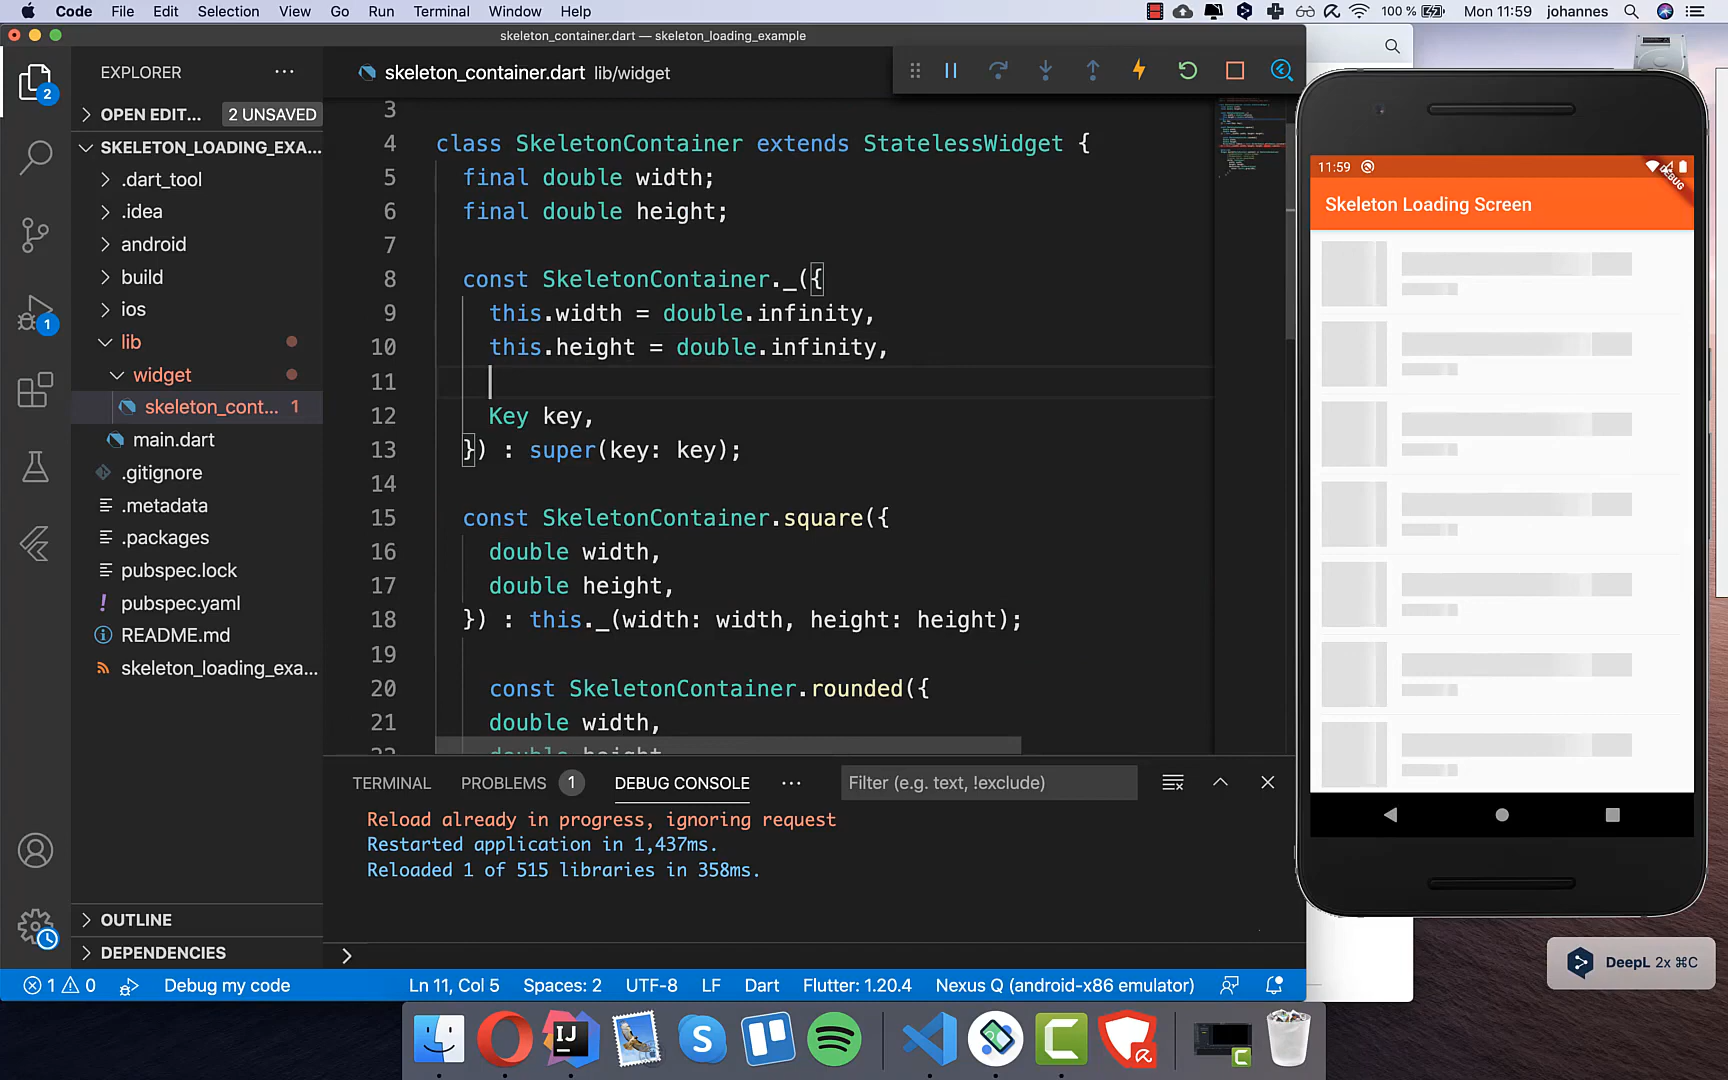 Code File Edit Selection View Go Run Terminal Window Help 100 % Mon 11:59 johannes
skeleton_container.dart — skeleton_loading_example
EXPLORER
skeleton_container.dart lib/widget
OPEN EDIT... 2 UNSAVED
SKELETON_LOADING_EXA...
.dart_tool
.idea
android
build
ios
lib
widget
skeleton_cont... 1
main.dart
.gitignore
.metadata
.packages
pubspec.lock
pubspec.yaml
README.md
skeleton_loading_exa...
OUTLINE
DEPENDENCIES
2
1
3
4 class SkeletonContainer extends StatelessWidget {
5 final double width;
6 final double height;
7
8 const SkeletonContainer._({
9 this.width = double.infinity,
10 this.height = double.infinity,
11
12 Key key,
13 }) : super(key: key);
14
15 const SkeletonContainer.square({
16 double width,
17 double height,
18 }) : this._(width: width, height: height);
19
20 const SkeletonContainer.rounded({
21 double width,
22 double height
TERMINAL PROBLEMS 1 DEBUG CONSOLE ... Filter (e.g. text, !exclude)
Reload already in progress, ignoring request
Restarted application in 1,437ms.
Reloaded 1 of 515 libraries in 358ms.
1 0 Debug my code Ln 11, Col 5 Spaces: 2 UTF-8 LF Dart Flutter: 1.20.4 Nexus Q (android-x86 emulator)
11:59
DEBUG
Skeleton Loading Screen
DeepL 2x ⌘C
IJ
S
C
C